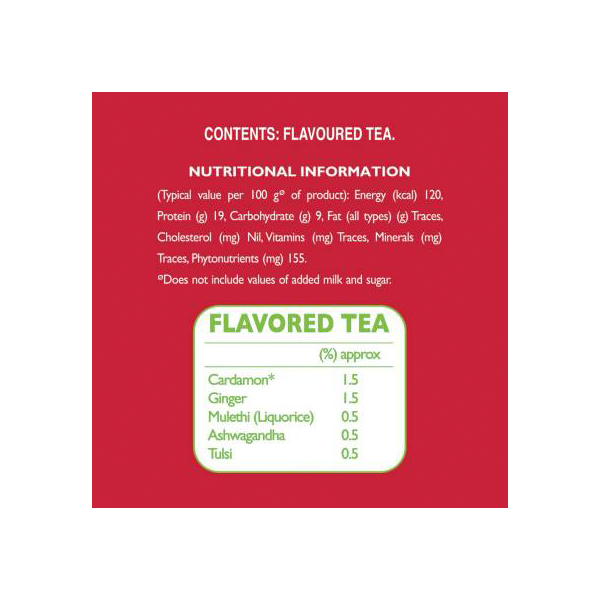 CONTENTS: FLAVOURED TEA.
NUTRITIONAL INFORMATION
(Typical value per 100 gø of product): Energy (kcal) 120,
Protein (g) 19, Carbohydrate (g) 9, Fat (all types) (g) Traces,
Cholesterol (mg) Nil, Vitamins (mg) Traces, Minerals (mg)
Traces, Phytonutrients (mg) 155.
øDoes not include values of added milk and sugar.
FLAVORED TEA
(%) approx
Cardamon* 1.5
Ginger 1.5
Mulethi (Liquorice) 0.5
Ashwagandha 0.5
Tulsi 0.5